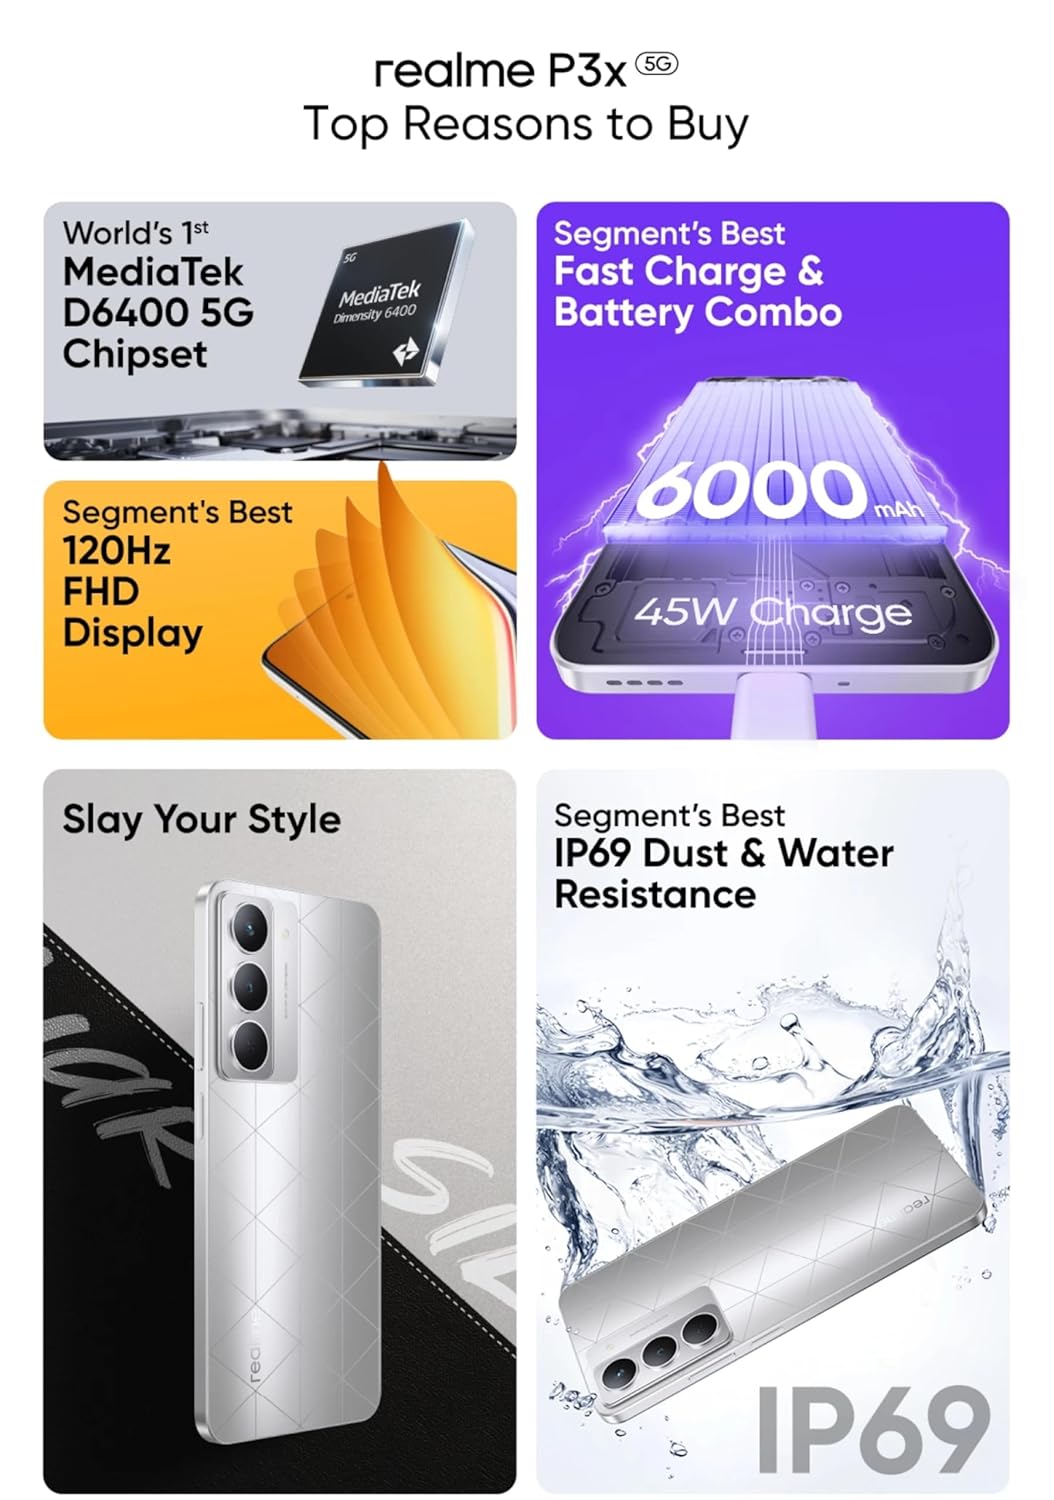 realme P3x 5G
Top Reasons to Buy
World's 1st
MediaTek
D6400 5G
Chipset
5G
MediaTek
Dimensity 6400
Segment's Best
Fast Charge &
Battery Combo
6000 mAh
45W Charge
Segment's Best
120Hz
FHD
Display
Slay Your Style
realme
Segment's Best
IP69 Dust & Water
Resistance
realme
IP69